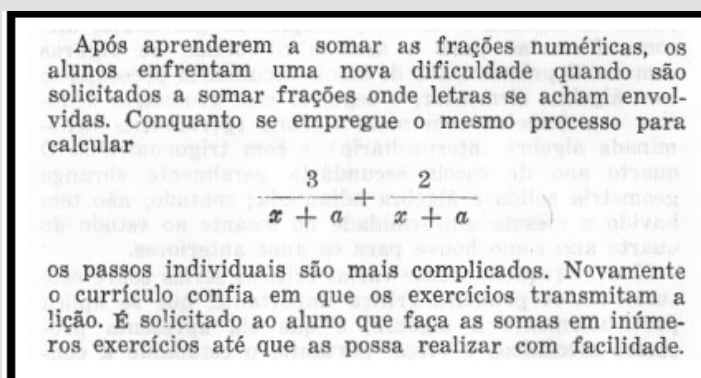 Após aprenderem a somar as frações numéricas, os
alunos enfrentam uma nova dificuldade quando são
solicitados a somar frações onde letras se acham envol-
vidas. Conquanto se empregue o mesmo processo para
calcular
3/(x + a) + 2/(x + a)
os passos individuais são mais complicados. Novamente
o currículo confia em que os exercícios transmitam a
lição. É solicitado ao aluno que faça as somas em inúme-
ros exercícios até que as possa realizar com facilidade.